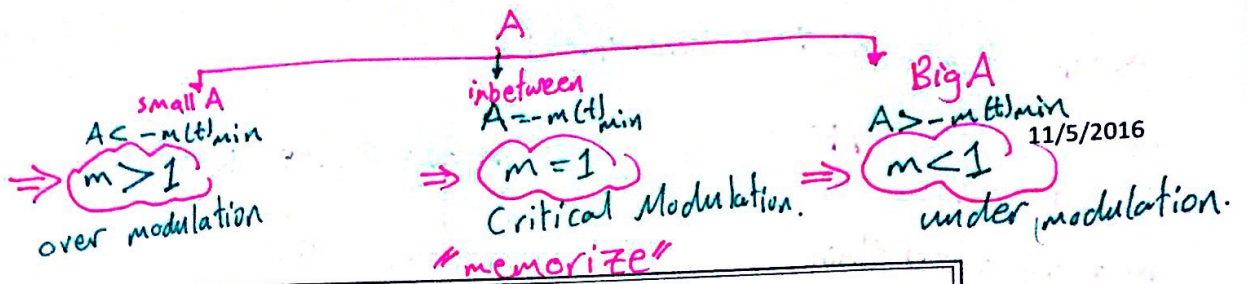 A
small A
inbetween
Big A
A < -m(t)min
A = -m(t)min
A > -m(t)min
11/5/2016
⇒ m > 1
⇒ m = 1
⇒ m < 1
over modulation
Critical Modulation.
under modulation.
"memorize"